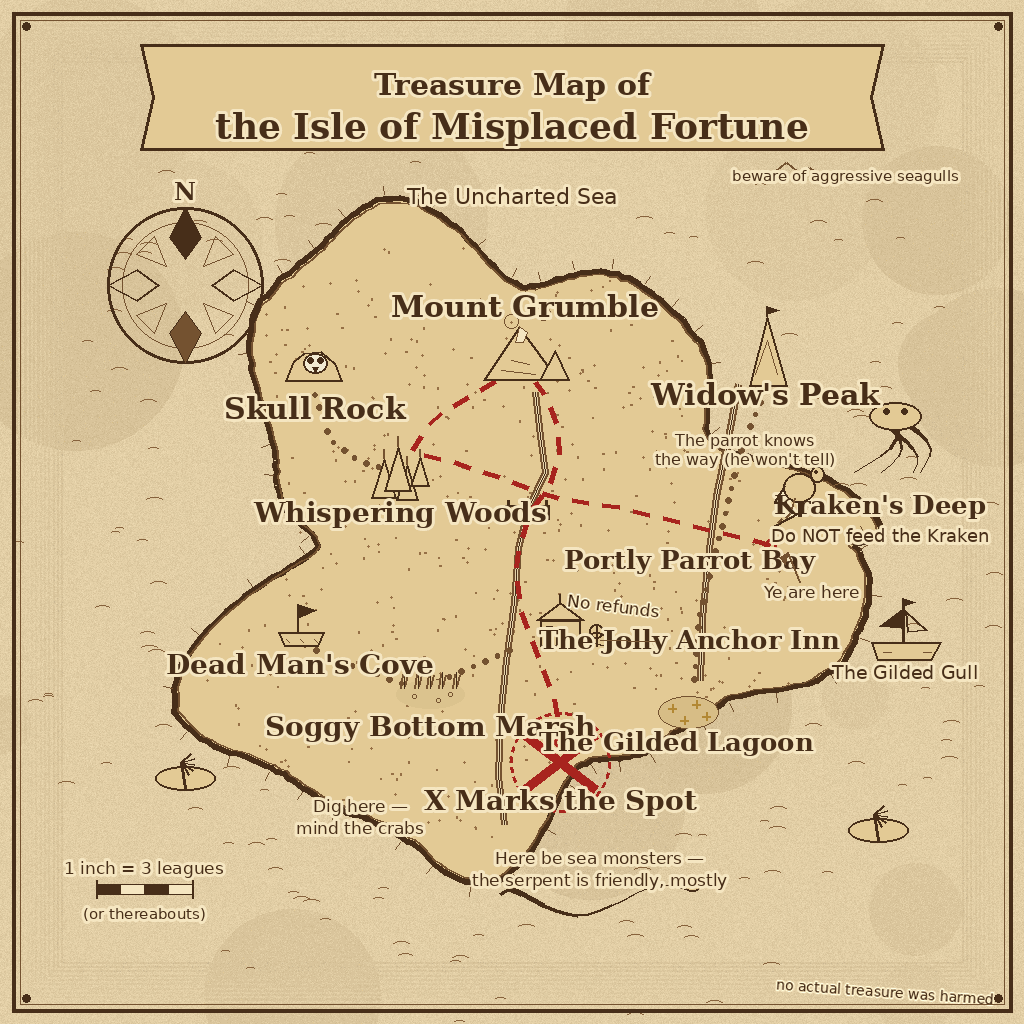 Treasure Map of
the Isle of Misplaced Fortune
beware of aggressive seagulls
N
The Uncharted Sea
Mount Grumble
Widow's Peak
Skull Rock
The parrot knows
the way (he won't tell)
Kraken's Deep
Whispering Woods
Do NOT feed the Kraken
Portly Parrot Bay
Ye are here
No refunds
The Jolly Anchor Inn
Dead Man's Cove
The Gilded Gull
Soggy Bottom Marsh
The Gilded Lagoon
X Marks the Spot
Dig here —
mind the crabs
Here be sea monsters —
the serpent is friendly, mostly
1 inch = 3 leagues
(or thereabouts)
no actual treasure was harmed